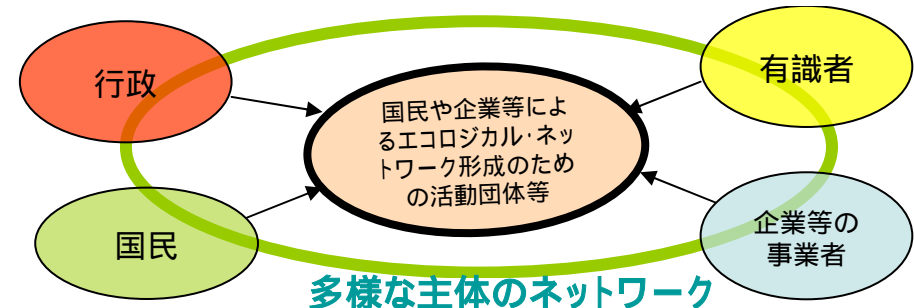 行政
有識者
国民や企業等によ
るエコロジカル・ネッ
トワーク形成のため
の活動団体等
国民
企業等の
事業者
多様な主体のネットワーク